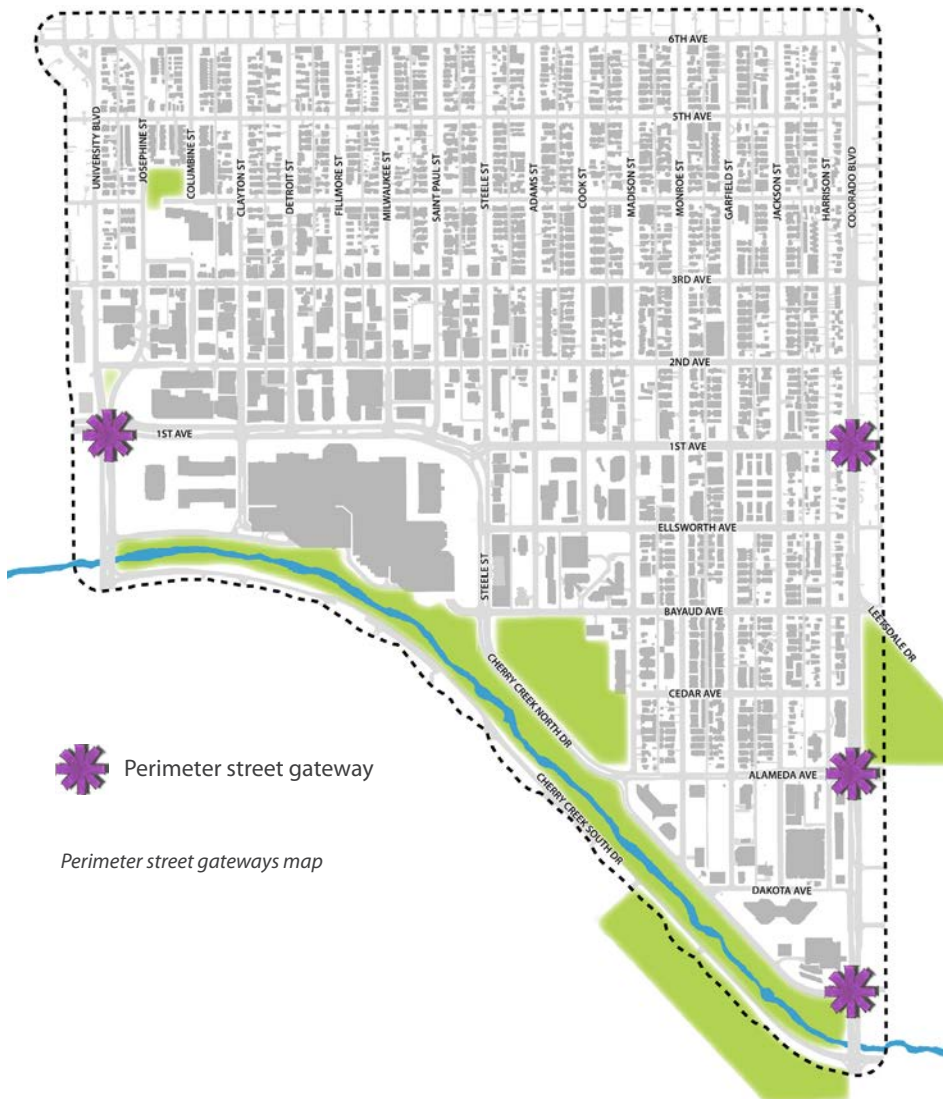 6TH AVE
5TH AVE
UNIVERSITY BLVD
JOSEPHINE ST
COLUMBINE ST
CLAYTON ST
DETROIT ST
FILLMORE ST
MILWAUKEE ST
SAINT PAUL ST
STEELE ST
ADAMS ST
COOK ST
MADISON ST
MONROE ST
GARFIELD ST
JACKSON ST
HARRISON ST
COLORADO BLVD
3RD AVE
2ND AVE
1ST AVE
1ST AVE
ELLSWORTH AVE
STEELE ST
BAYAUD AVE
LEETSDALE DR
CHERRY CREEK NORTH DR
CEDAR AVE
Perimeter street gateway
ALAMEDA AVE
CHERRY CREEK SOUTH DR
Perimeter street gateways map
DAKOTA AVE